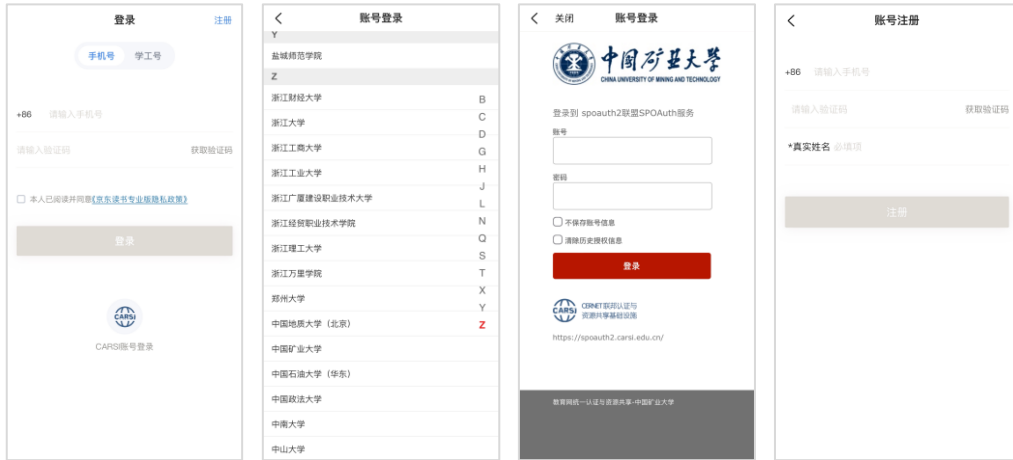 登录
注册
手机号
学工号
+86 请输入手机号
请输入验证码
获取验证码
本人已阅读并同意《京东读书专业版隐私政策》
登录
CARSI
CARSI账号登录
账号登录
Y
盐城师范学院
Z
浙江财经大学
浙江大学
浙江工商大学
浙江工业大学
浙江广厦建设职业技术大学
浙江经贸职业技术学院
浙江理工大学
浙江万里学院
郑州大学
中国地质大学（北京）
中国矿业大学
中国石油大学（华东）
中国政法大学
中南大学
中山大学
B
C
D
G
H
J
L
N
Q
S
T
X
Y
Z
关闭
账号登录
中国矿业大学
CHINA UNIVERSITY OF MINING AND TECHNOLOGY
登录到 spoauth2联盟SPOAuth服务
账号
密码
不保存账号信息
清除历史授权信息
登录
CARSI
CERNET联邦认证与
资源共享基础设施
https://spoauth2.carsi.edu.cn/
教育网统一认证与资源共享-中国矿业大学
账号注册
+86 请输入手机号
请输入验证码
获取验证码
*真实姓名 必填项
注册